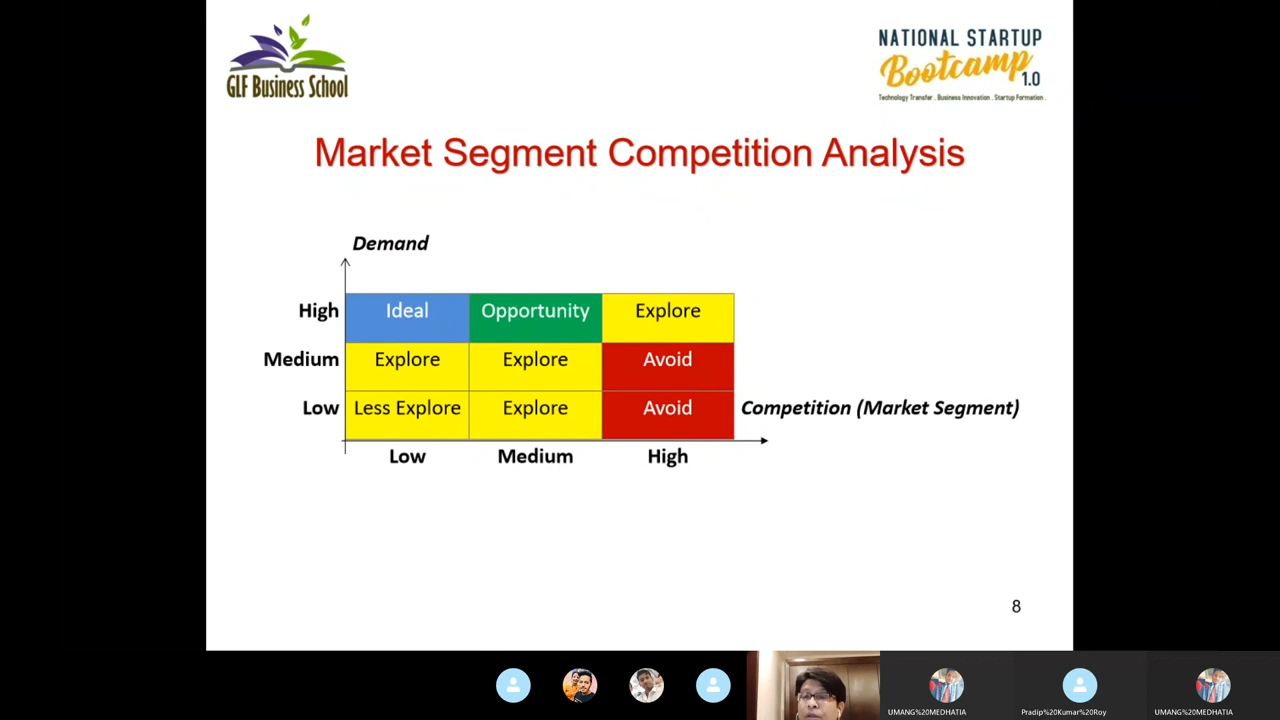 GLF Business School
NATIONAL STARTUP
Bootcamp
1.0
Technology Transfer . Business Innovation . Startup Formation .
Market Segment Competition Analysis
Demand
High Ideal Opportunity Explore
Medium Explore Explore Avoid
Low Less Explore Explore Avoid Competition (Market Segment)
Low Medium High
8
UMANG%20MEDHATIA Pradip%20Kumar%20Roy UMANG%20MEDHATIA